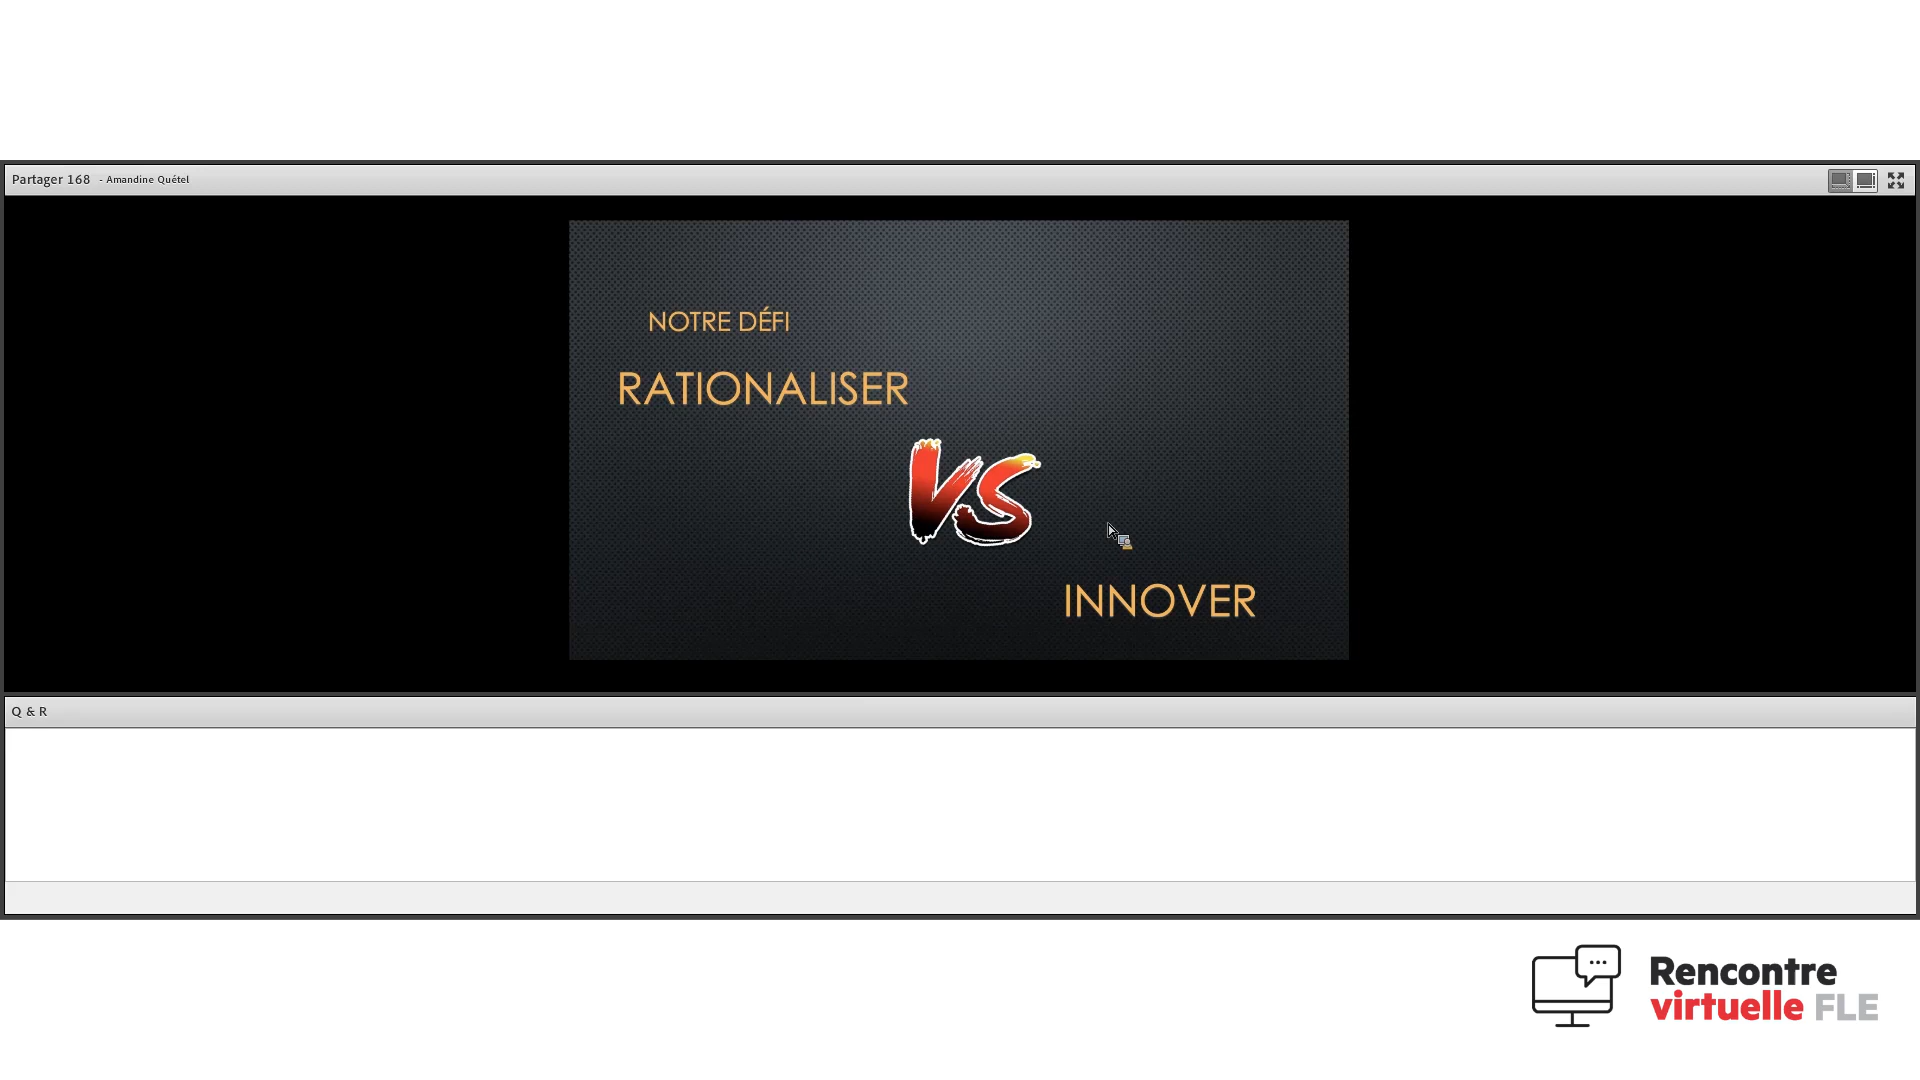 Partager 168 - Amandine Quétel
NOTRE DÉFI
RATIONALISER
VS
INNOVER
Q & R
Rencontre
virtuelle FLE